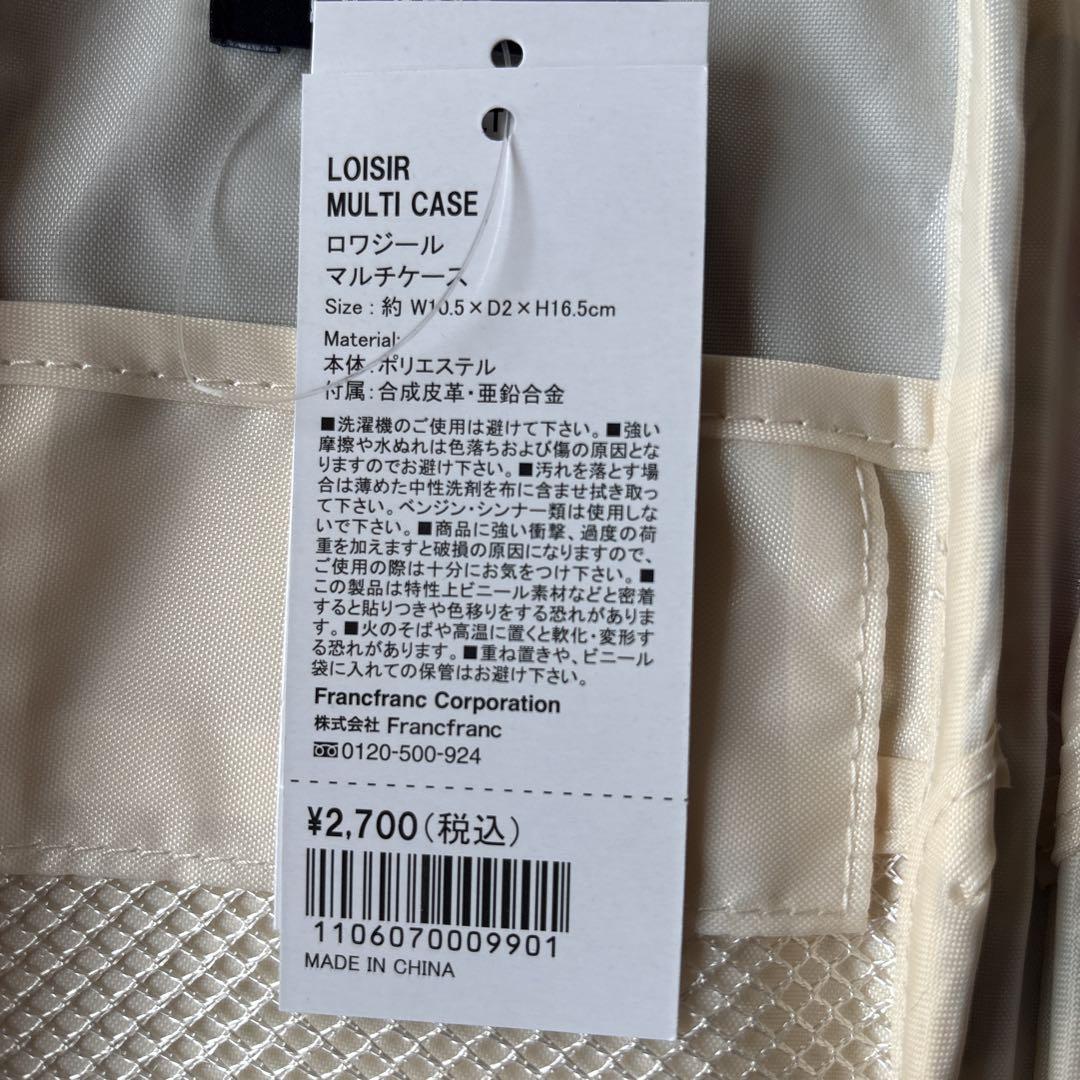 LOISIR
MULTI CASE
ロワジール
マルチケース
Size : 約 W10.5×D2×H16.5cm
Material:
本体:ポリエステル
付属:合成皮革・亜鉛合金
■洗濯機のご使用は避けて下さい。■強い
摩擦や水ぬれは色落ちおよび傷の原因とな
りますのでお避け下さい。■汚れを落とす場
合は薄めた中性洗剤を布に含ませ拭き取っ
て下さい。ベンジン・シンナー類は使用しな
いで下さい。■商品に強い衝撃、過度の荷
重を加えますと破損の原因になりますので、
ご使用の際は十分にお気をつけ下さい。■
この製品は特性上ビニール素材などと密着
すると貼りつきや色移りをする恐れがありま
す。■火のそばや高温に置くと軟化・変形す
る恐れがあります。■重ね置きや、ビニール
袋に入れての保管はお避け下さい。
Francfranc Corporation
株式会社 Francfranc
0120-500-924
¥2,700(税込)
1106070009901
MADE IN CHINA